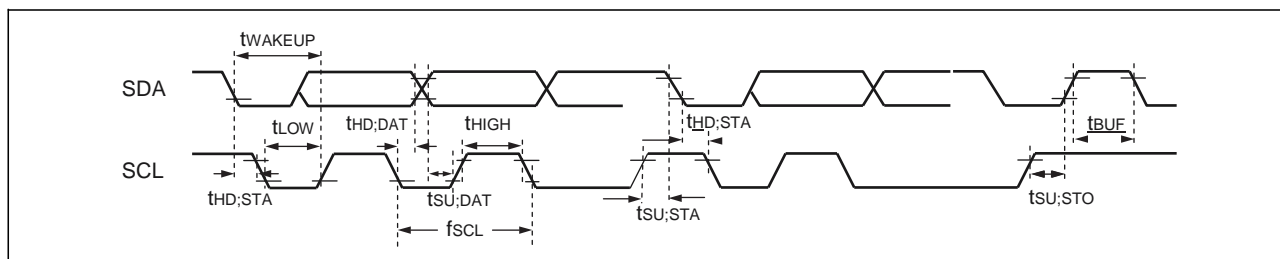 tWAKEUP
SDA
tLOW
tHD;DAT
tHIGH
tHD;STA
tBUF
SCL
tHD;STA
tSU;DAT
tSU;STA
tSU;STO
fSCL